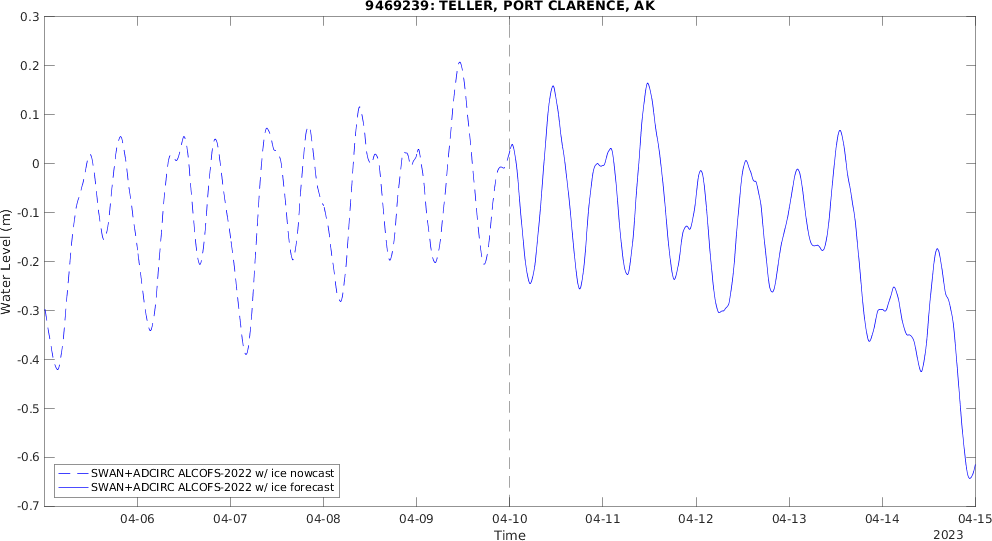 9469239: TELLER, PORT CLARENCE, AK
Water Level (m)
0.3
0.2
0.1
0
-0.1
-0.2
-0.3
-0.4
-0.5
-0.6
-0.7
SWAN+ADCIRC ALCOFS-2022 w/ ice nowcast
SWAN+ADCIRC ALCOFS-2022 w/ ice forecast
04-06 04-07 04-08 04-09 04-10 04-11 04-12 04-13 04-14 04-15
Time
2023